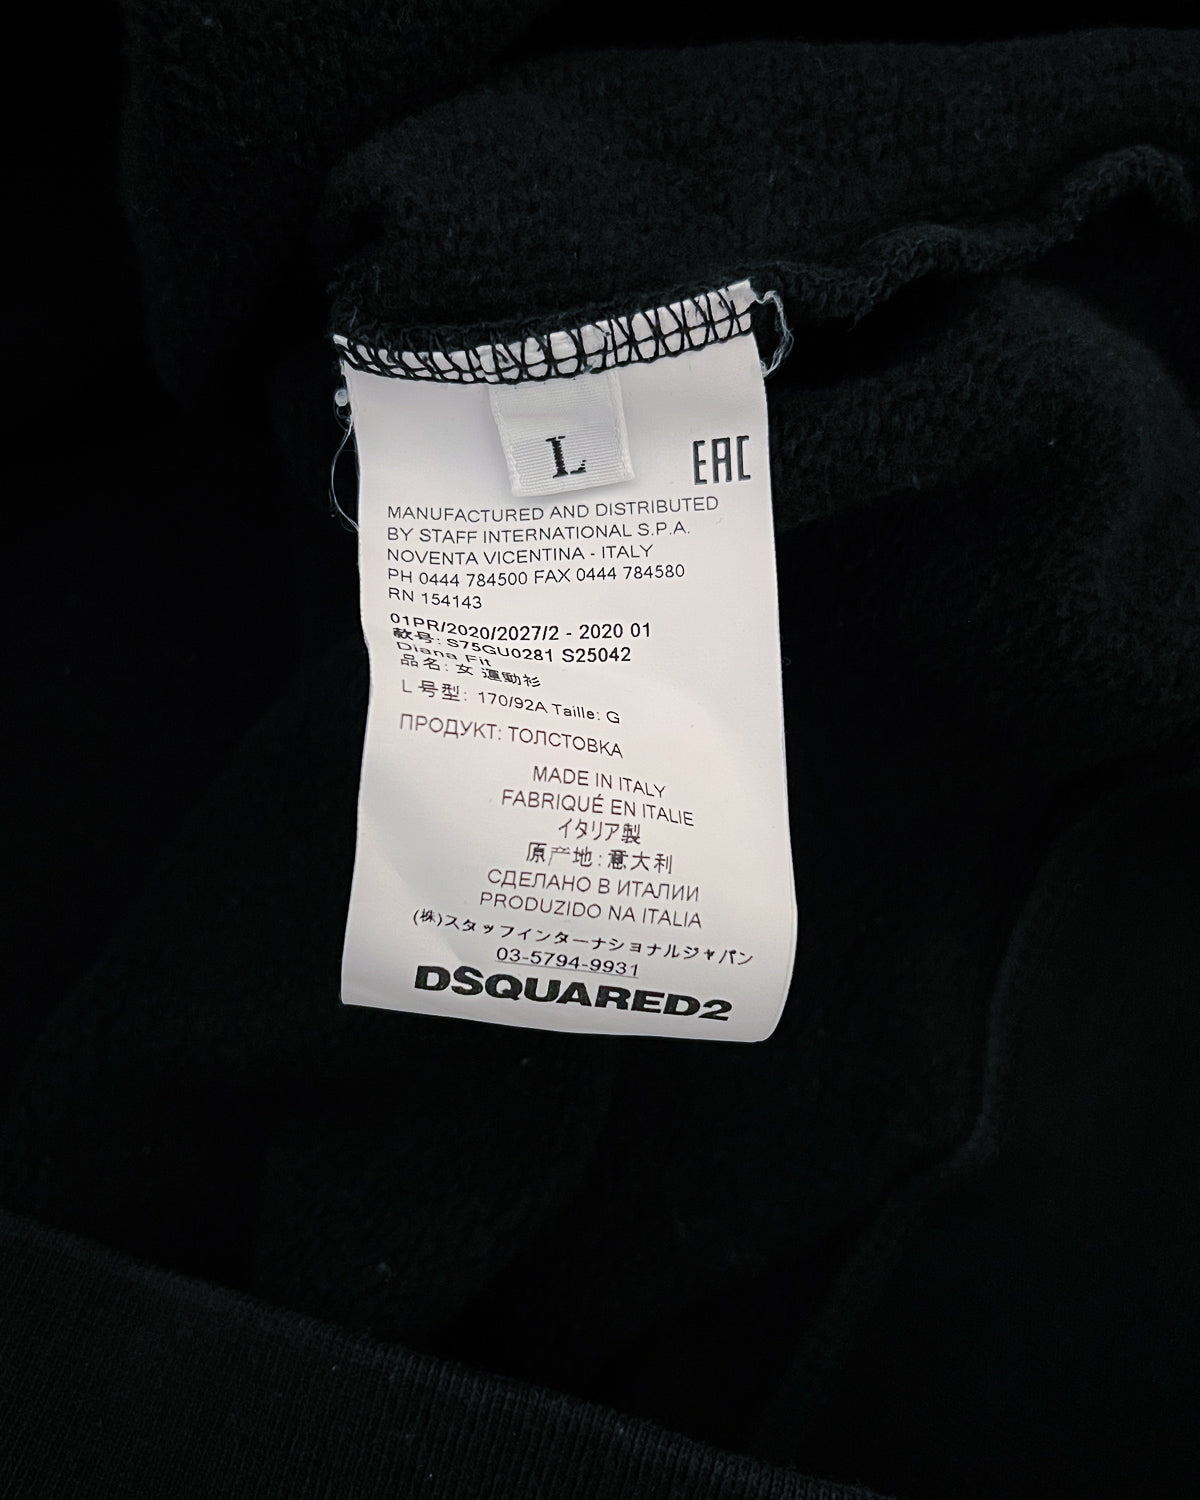 L
EAC
MANUFACTURED AND DISTRIBUTED
BY STAFF INTERNATIONAL S.P.A.
NOVENTA VICENTINA - ITALY
PH 0444 784500 FAX 0444 784580
RN 154143
01PR/2020/2027/2 - 2020 01
款号: S75GU0281 S25042
Diana Fit
品名: 女 運動衫
L 号型: 170/92A Taille: G
ПРОДУКТ: ТОЛСТОВКА
MADE IN ITALY
FABRIQUÉ EN ITALIE
イタリア製
原产地:意大利
СДЕЛАНО В ИТАЛИИ
PRODUZIDO NA ITALIA
(株)スタッフインターナショナルジャパン
03-5794-9931
DSQUARED2